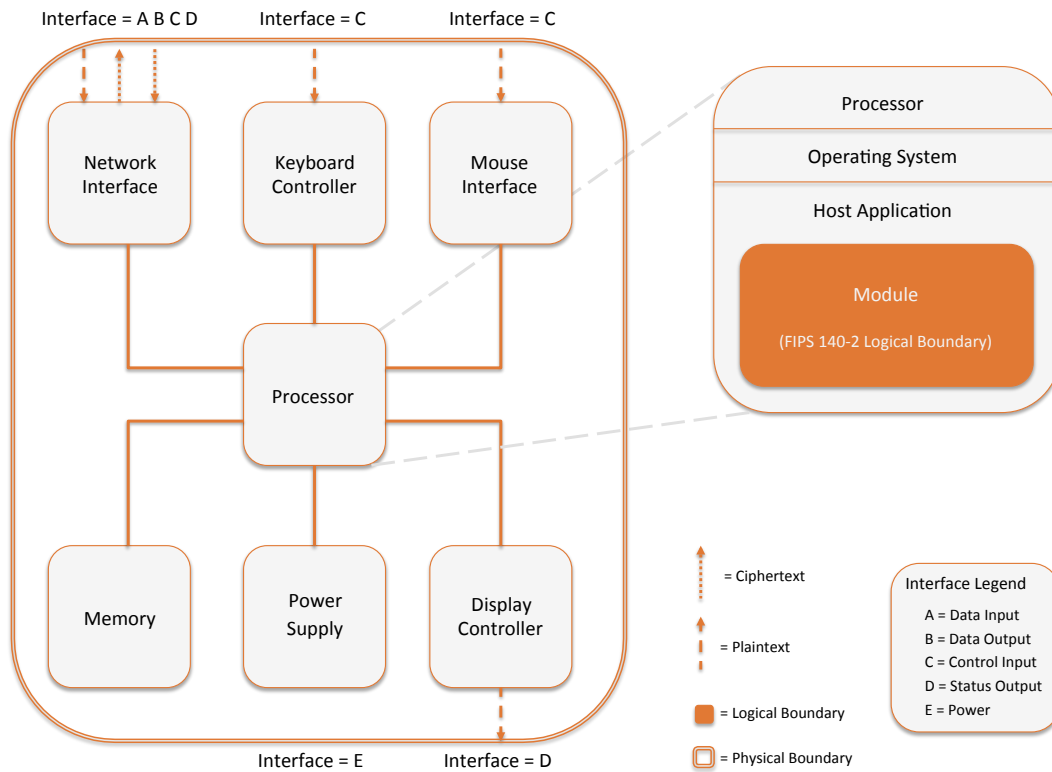 Interface = A B C D
Interface = C
Interface = C
Network
Interface
Keyboard
Controller
Mouse
Interface
Processor
Memory
Power
Supply
Display
Controller
Interface = E
Interface = D
Processor
Operating System
Host Application
Module
(FIPS 140-2 Logical Boundary)
= Ciphertext
= Plaintext
= Logical Boundary
= Physical Boundary
Interface Legend
A = Data Input
B = Data Output
C = Control Input
D = Status Output
E = Power